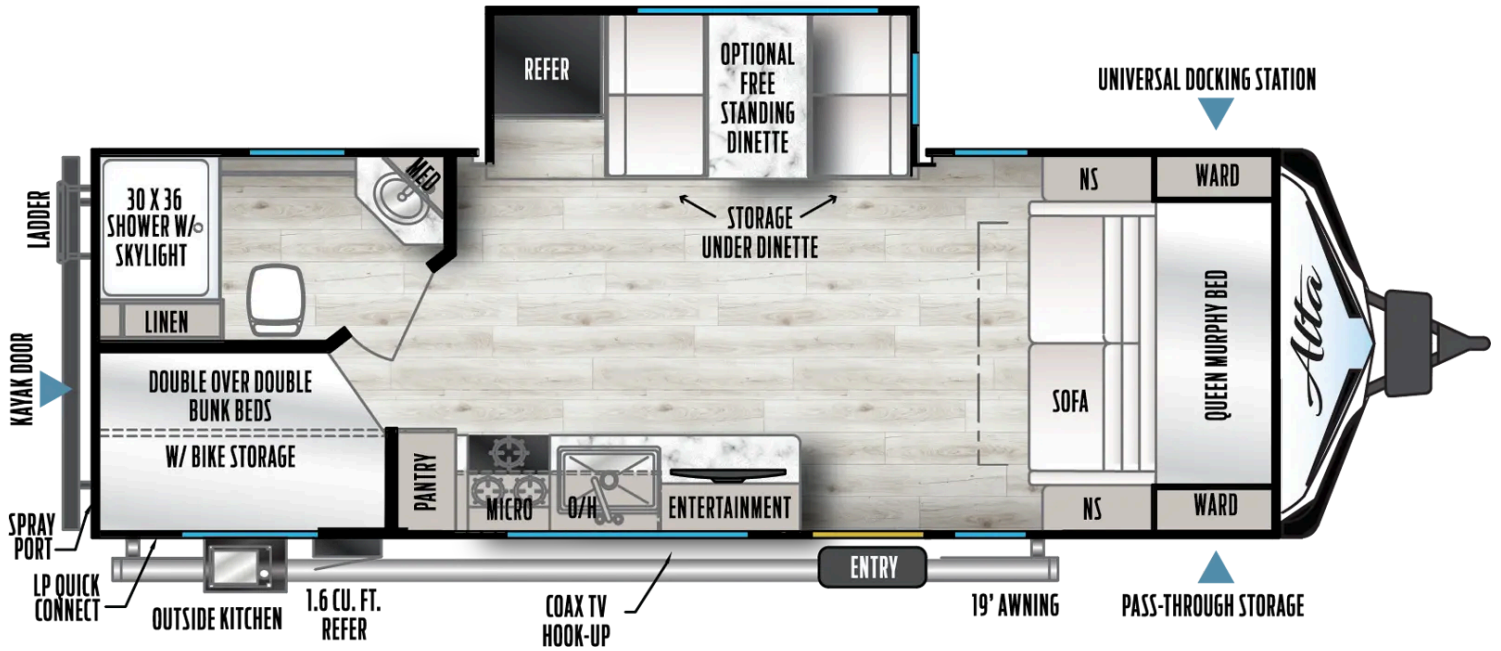 REFER
OPTIONAL
FREE
STANDING
DINETTE
UNIVERSAL DOCKING STATION
MED
NS
WARD
30 X 36
SHOWER W/
SKYLIGHT
LADDER
STORAGE
UNDER DINETTE
LINEN
KAYAK DOOR
DOUBLE OVER DOUBLE
BUNK BEDS
W/ BIKE STORAGE
SOFA
QUEEN MURPHY BED
Alta
PANTRY
MICRO
O/H
ENTERTAINMENT
NS
WARD
SPRAY
PORT
LP QUICK
CONNECT
OUTSIDE KITCHEN
1.6 CU. FT.
REFER
COAX TV
HOOK-UP
ENTRY
19' AWNING
PASS-THROUGH STORAGE